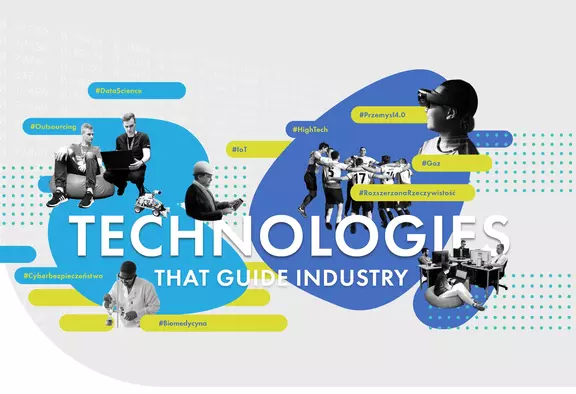 #DataScience
#Przemysł4.0
#Outsourcing
#HighTech
#IoT
#Gaz
#RozszerzonaRzeczywistość
TECHNOLOGIES
THAT GUIDE INDUSTRY
#Cyberbezpieczeństwo
#Biomedycyna